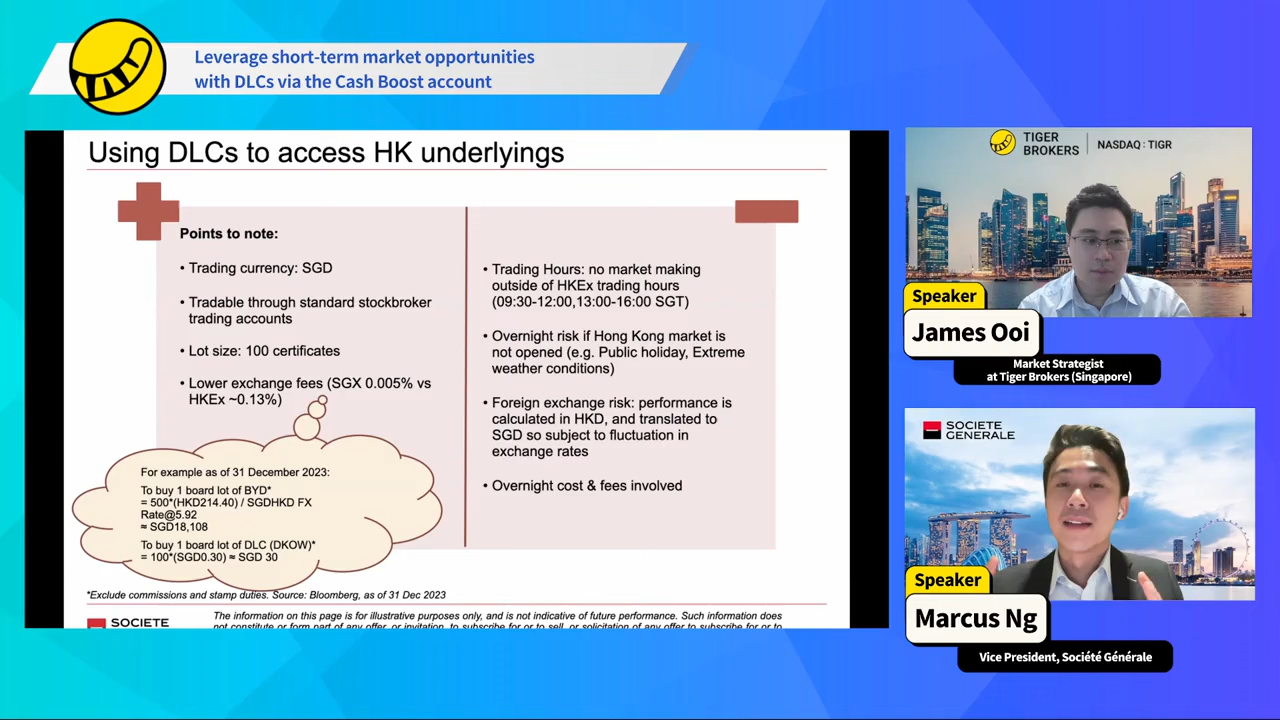 Leverage short-term market opportunities
with DLCs via the Cash Boost account
Using DLCs to access HK underlyings
Points to note:
• Trading currency: SGD
• Tradable through standard stockbroker
trading accounts
• Lot size: 100 certificates
• Lower exchange fees (SGX 0.005% vs
HKEx ~0.13%)
For example as of 31 December 2023:
To buy 1 board lot of BYD*
= 500*(HKD214.40) / SGDHKD FX
Rate@5.92
≈ SGD18,108
To buy 1 board lot of DLC (DKOW)*
= 100*(SGD0.30) ≈ SGD 30
• Trading Hours: no market making
outside of HKEx trading hours
(09:30-12:00,13:00-16:00 SGT)
• Overnight risk if Hong Kong market is
not opened (e.g. Public holiday, Extreme
weather conditions)
• Foreign exchange risk: performance is
calculated in HKD, and translated to
SGD so subject to fluctuation in
exchange rates
• Overnight cost & fees involved
*Exclude commissions and stamp duties. Source: Bloomberg, as of 31 Dec 2023
SOCIETE
The information on this page is for illustrative purposes only, and is not indicative of future performance. Such information does
not constitute or form part of any offer, or invitation, to subscribe for or to sell, or solicitation of any offer to subscribe for or to
TIGER
BROKERS
NASDAQ: TIGR
Speaker
James Ooi
Market Strategist
at Tiger Brokers (Singapore)
SOCIETE
GENERALE
Speaker
Marcus Ng
Vice President, Société Générale